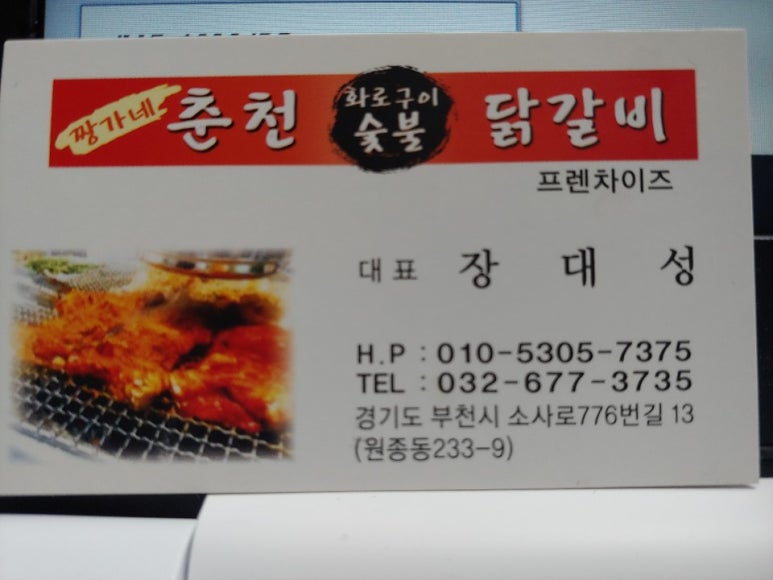 짱가네 춘천 화로구이 숯불 닭갈비
프렌차이즈
대표 장 대 성
H.P : 010-5305-7375
TEL : 032-677-3735
경기도 부천시 소사로776번길 13
(원종동233-9)